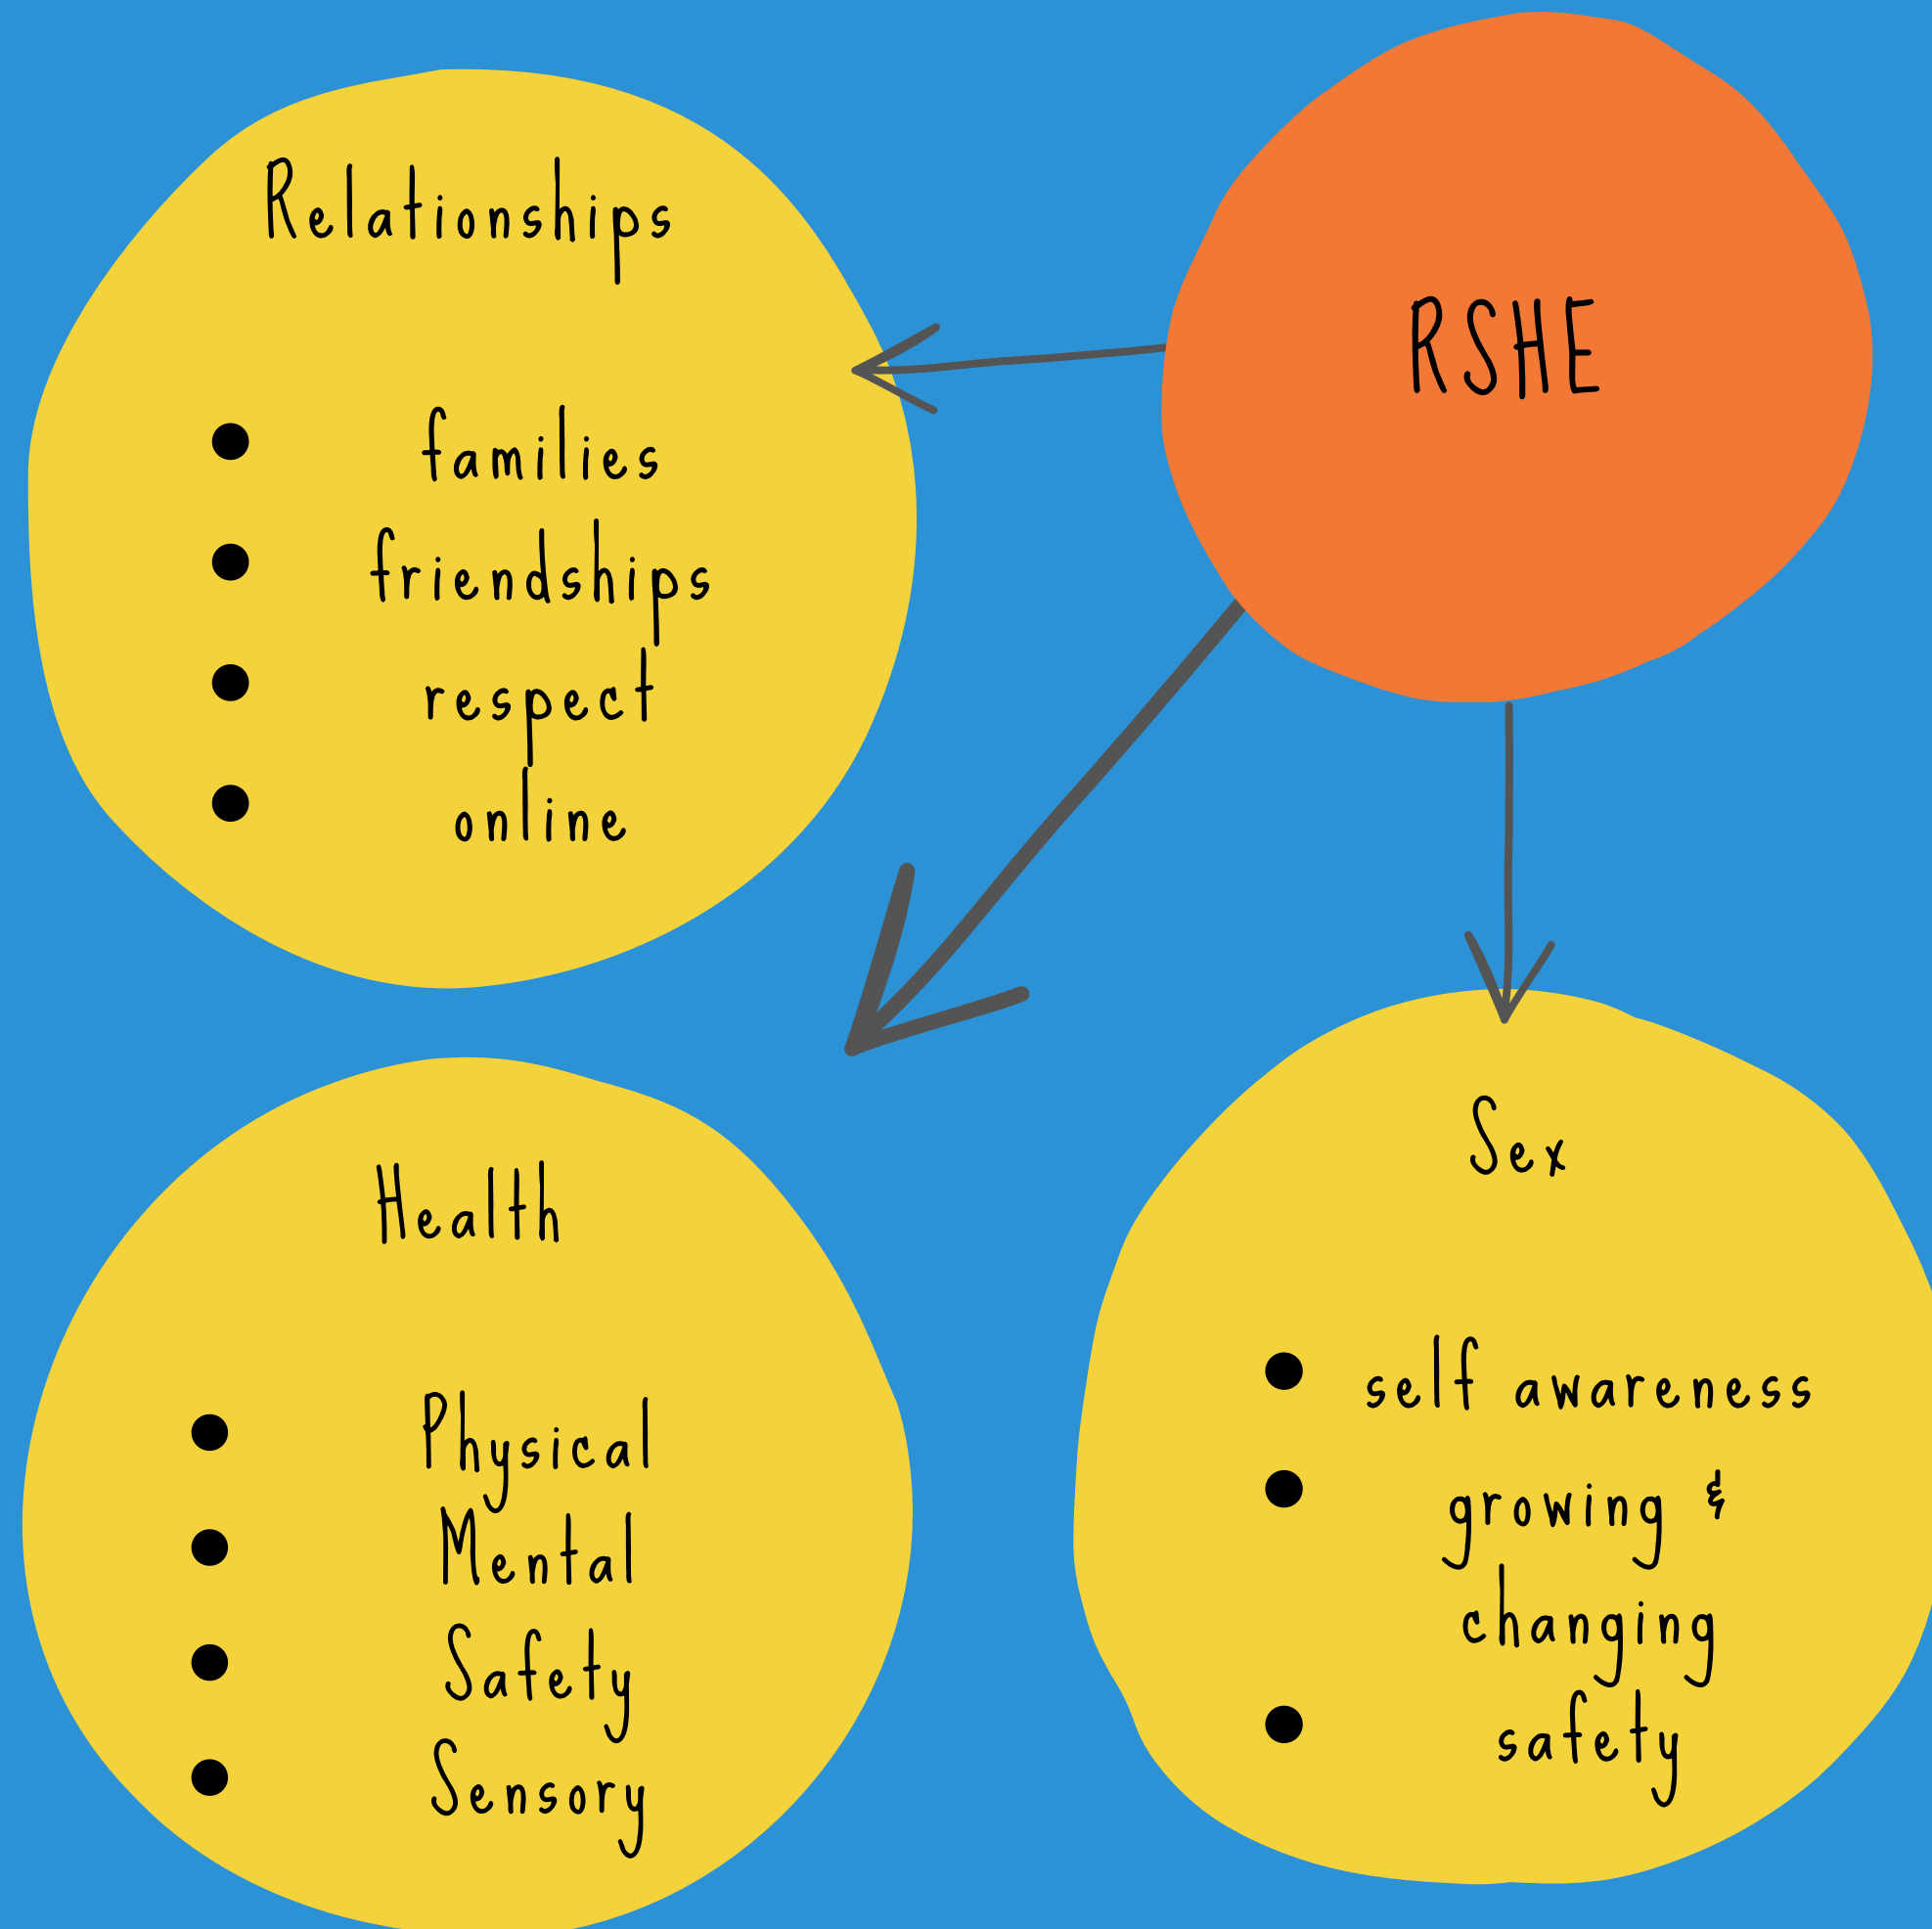 RSHE
Relationships
• families
• friendships
• respect
• online
Health
• Physical
• Mental
• Safety
• Sensory
Sex
• self awareness
• growing &
changing
• safety